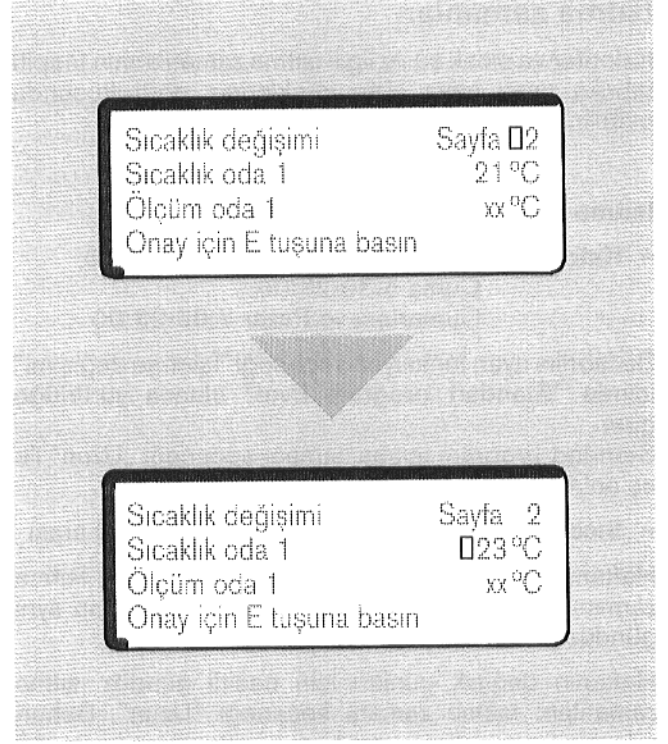 Sıcaklık değişimi Sayfa ▯2
Sıcaklık oda 1 21 °C
Ölçüm oda 1 xx °C
Onay için E tuşuna basın
Sıcaklık değişimi Sayfa 2
Sıcaklık oda 1 ▯23 °C
Ölçüm oda 1 xx °C
Onay için E tuşuna basın